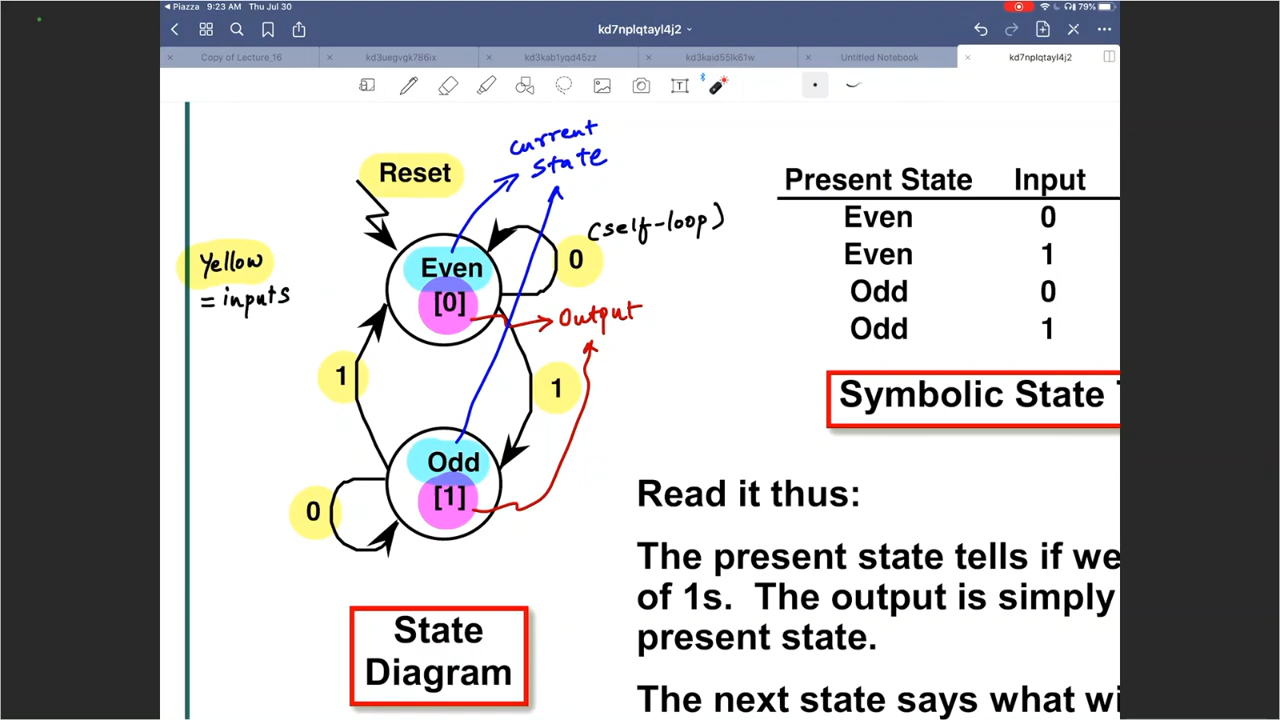 Piazza 9:23 AM Thu Jul 30
79%
kd7nplqtayl4j2
Copy of Lecture_16
kd3uegvgk786ix
kd3kab1yqd45zz
kd3kaid55lk61w
Untitled Notebook
kd7nplqtayl4j2
current
state
Reset
(self-loop)
Yellow
= inputs
Even
[0]
0
Output
1
1
Odd
[1]
0
State
Diagram
Present State Input
Even 0
Even 1
Odd 0
Odd 1
Symbolic State
Read it thus:
The present state tells if we
of 1s. The output is simply
present state.
The next state says what wi